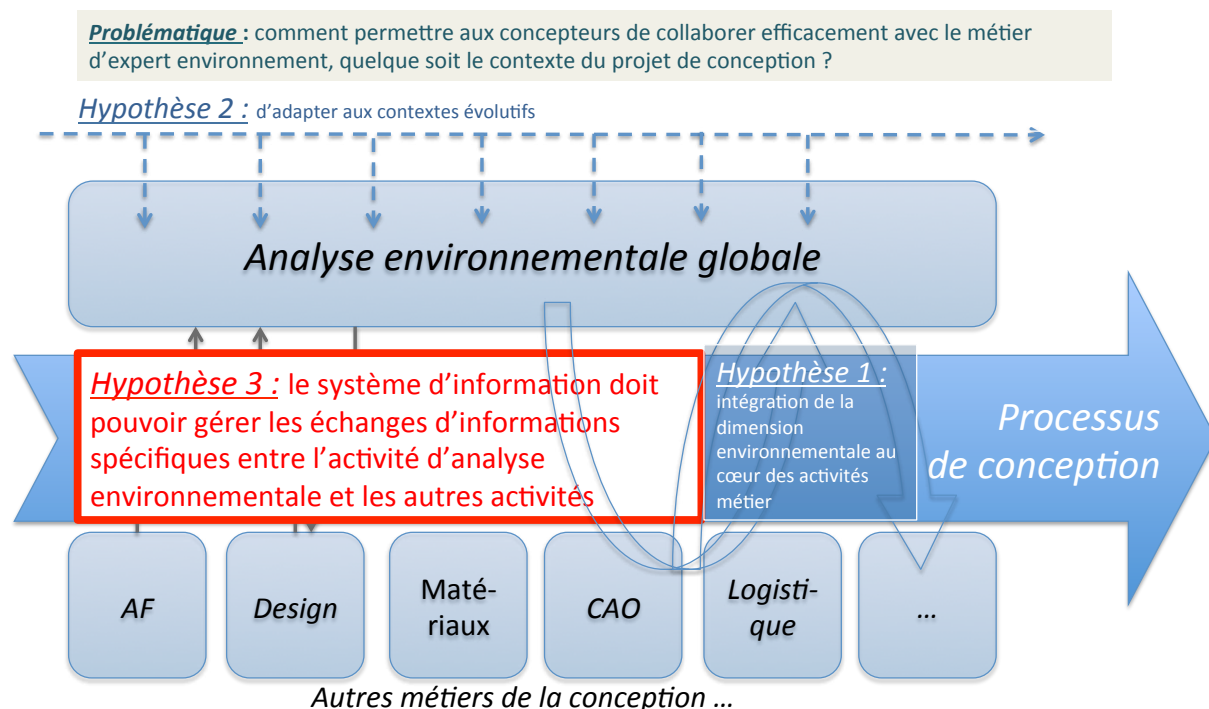 Problématique : comment permettre aux concepteurs de collaborer efficacement avec le métier
d'expert environnement, quelque soit le contexte du projet de conception ?
Hypothèse 2 : d'adapter aux contextes évolutifs
Analyse environnementale globale
Hypothèse 3 : le système d'information doit
pouvoir gérer les échanges d'informations
spécifiques entre l'activité d'analyse
environnementale et les autres activités
Hypothèse 1 :
intégration de la
dimension
environnementale au
cœur des activités
métier
Processus
de conception
AF
Design
Maté-
riaux
CAO
Logisti-
que
...
Autres métiers de la conception ...